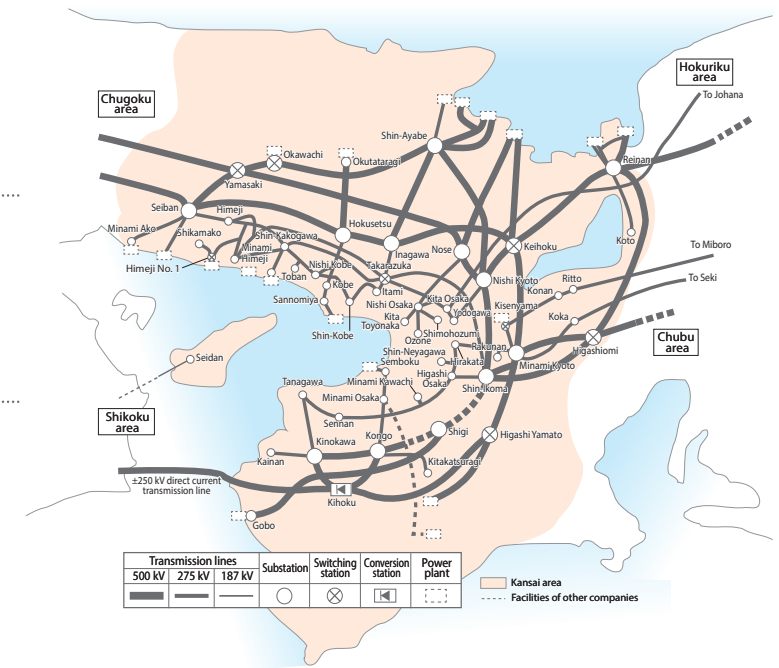 Hokuriku
area
To Johana
Chugoku
area
Shin-Ayabe
Okawachi
Okutataragi
Reinan
Yamasaki
Seiban
Himeji
Minami Ako
Shikamako
Shin-Kakogawa
Hokusetsu
Inagawa
Nose
Keihoku
Koto
To Miboro
Minami
Himeji
Himeji No. 1
Nishi Kobe
Takarazuka
Toban
Kobe
Itami
Nishi Kyoto
Konan
Ritto
To Seki
Sannomiya
Nishi Osaka
Kita Osaka
Kisenyama
Kita
Toyonaka
Yodogawa
Koka
Shin-Kobe
Shimohozumi
Ozone
Chubu
area
Shin-Neyagawa
Rakunan
Higashiomi
Seidan
Semboku
Hirakata
Minami Kyoto
Tanagawa
Minami Kawachi
Higashi
Osaka
Shin-Ikoma
Minami Osaka
Shikoku
area
Sennan
Shigi
Higashi Yamato
Kinokawa
Kongo
Kainan
Kitakatsuragi
±250 kV direct current
transmission line
Kihoku
Gobo
Transmission lines
500 kV
275 kV
187 kV
Substation
Switching
station
Conversion
station
Power
plant
Kansai area
Facilities of other companies